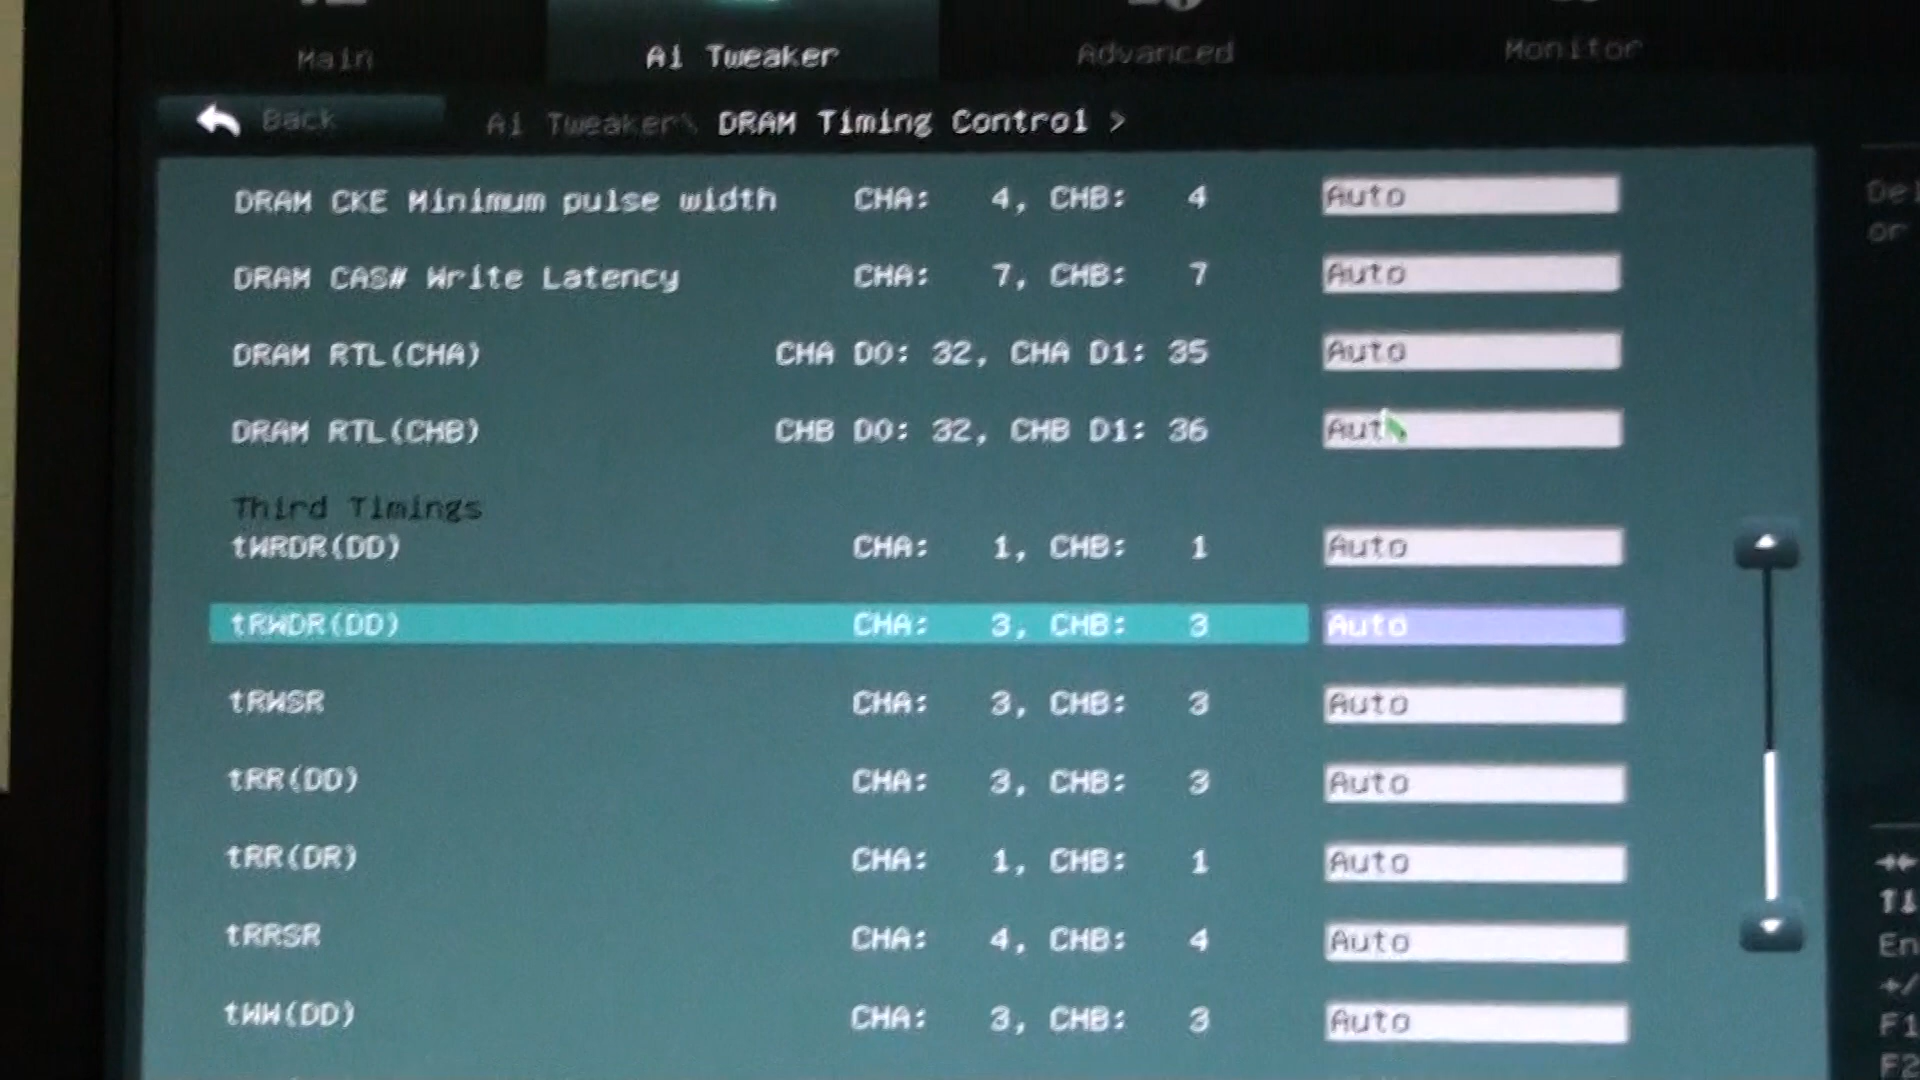 Main Ai Tweaker Advanced Monitor
Back Ai Tweaker\ DRAM Timing Control >
DRAM CKE Minimum pulse width CHA: 4, CHB: 4 Auto
DRAM CAS# Write Latency CHA: 7, CHB: 7 Auto
DRAM RTL(CHA) CHA D0: 32, CHA D1: 35 Auto
DRAM RTL(CHB) CHB D0: 32, CHB D1: 36 Auto
Third Timings
tWRDR(DD) CHA: 1, CHB: 1 Auto
tRWDR(DD) CHA: 3, CHB: 3 Auto
tRWSR CHA: 3, CHB: 3 Auto
tRR(DD) CHA: 3, CHB: 3 Auto
tRR(DR) CHA: 1, CHB: 1 Auto
tRRSR CHA: 4, CHB: 4 Auto
tWW(DD) CHA: 3, CHB: 3 Auto
or
F1
F2